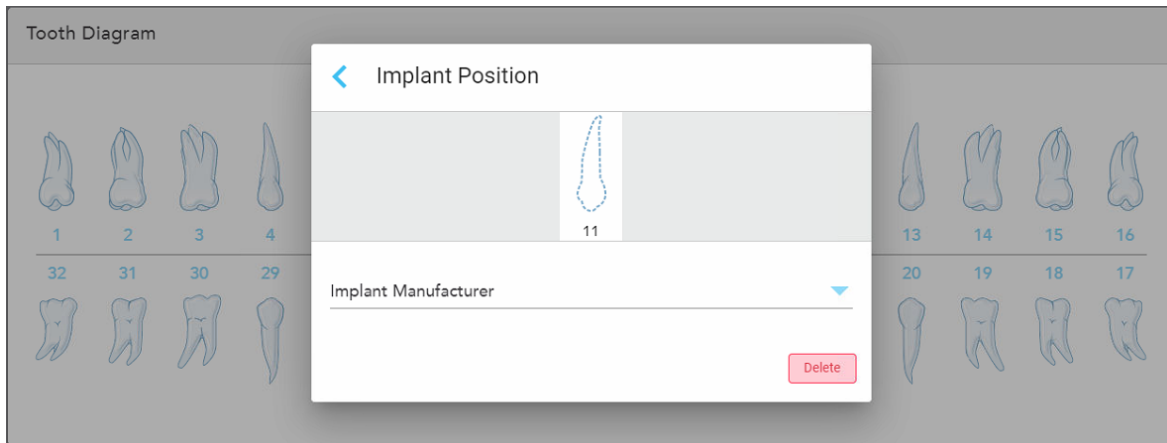 Tooth Diagram
Implant Position
11
1 2 3 4 13 14 15 16
32 31 30 29 20 19 18 17
Implant Manufacturer
Delete